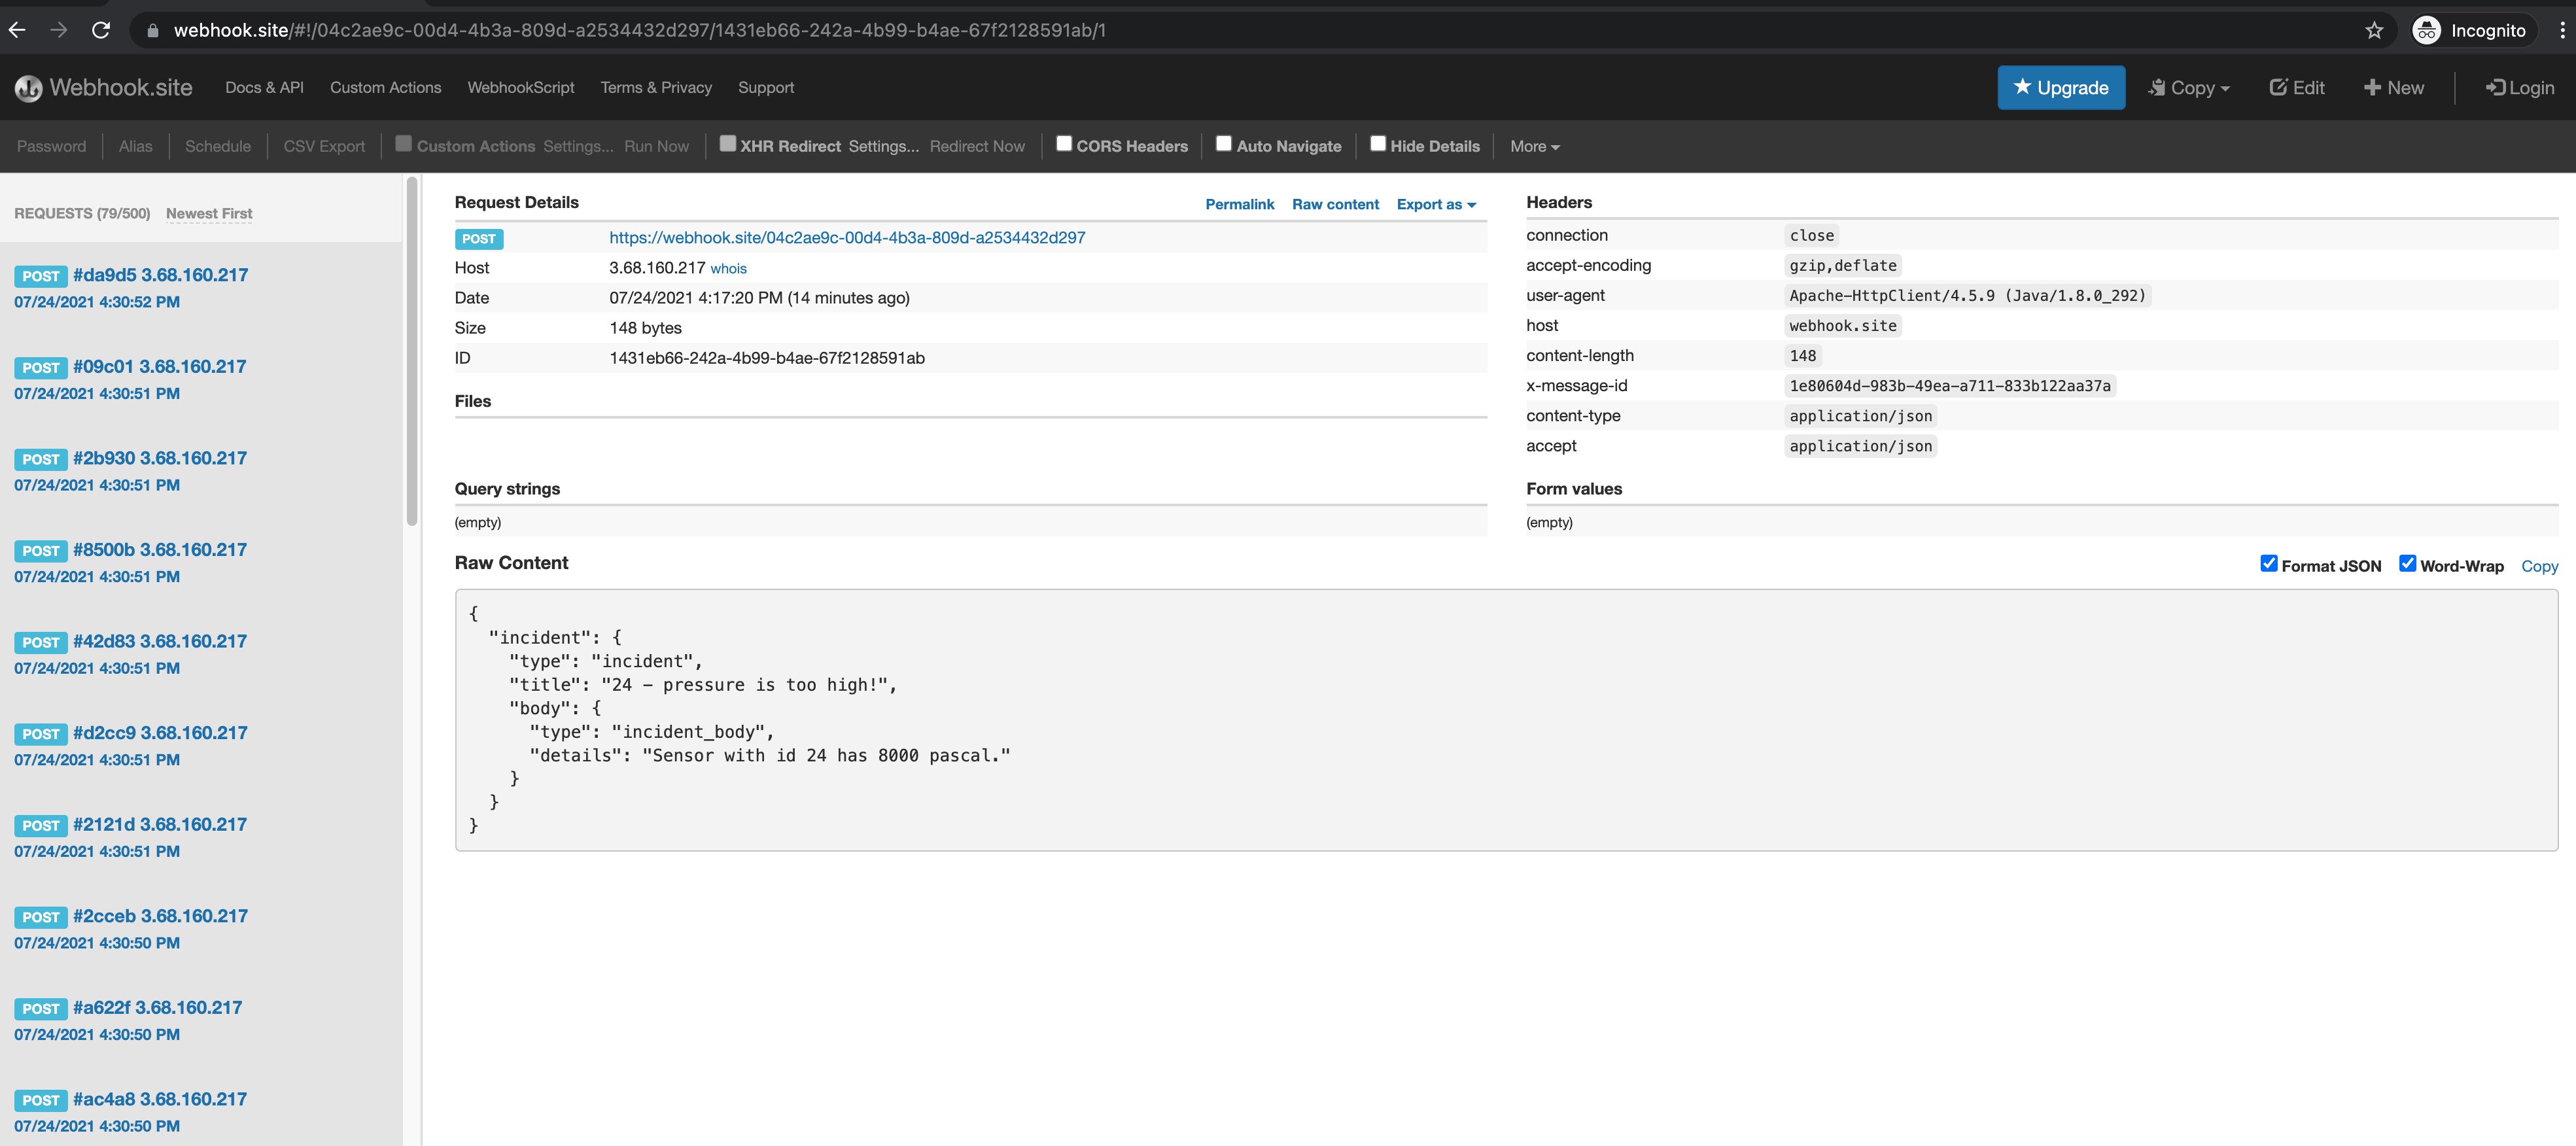 webhook.site/#!/04c2ae9c-00d4-4b3a-809d-a2534432d297/1431eb66-242a-4b99-b4ae-67f2128591ab/1
Incognito
Webhook.site Docs & API Custom Actions WebhookScript Terms & Privacy Support Upgrade Copy Edit New Login
Password Alias Schedule CSV Export Custom Actions Settings... Run Now XHR Redirect Settings... Redirect Now CORS Headers Auto Navigate Hide Details More
REQUESTS (79/500) Newest First
POST #da9d5 3.68.160.217
07/24/2021 4:30:52 PM
POST #09c01 3.68.160.217
07/24/2021 4:30:51 PM
POST #2b930 3.68.160.217
07/24/2021 4:30:51 PM
POST #8500b 3.68.160.217
07/24/2021 4:30:51 PM
POST #42d83 3.68.160.217
07/24/2021 4:30:51 PM
POST #d2cc9 3.68.160.217
07/24/2021 4:30:51 PM
POST #2121d 3.68.160.217
07/24/2021 4:30:51 PM
POST #2cceb 3.68.160.217
07/24/2021 4:30:50 PM
POST #a622f 3.68.160.217
07/24/2021 4:30:50 PM
POST #ac4a8 3.68.160.217
07/24/2021 4:30:50 PM
Request Details Permalink Raw content Export as
POST https://webhook.site/04c2ae9c-00d4-4b3a-809d-a2534432d297
Host 3.68.160.217 whois
Date 07/24/2021 4:17:20 PM (14 minutes ago)
Size 148 bytes
ID 1431eb66-242a-4b99-b4ae-67f2128591ab
Files
Headers
connection close
accept-encoding gzip,deflate
user-agent Apache-HttpClient/4.5.9 (Java/1.8.0_292)
host webhook.site
content-length 148
x-message-id 1e80604d-983b-49ea-a711-833b122aa37a
content-type application/json
accept application/json
Query strings
(empty)
Form values
(empty)
Raw Content Format JSON Word-Wrap Copy
{
"incident": {
"type": "incident",
"title": "24 - pressure is too high!",
"body": {
"type": "incident_body",
"details": "Sensor with id 24 has 8000 pascal."
}
}
}